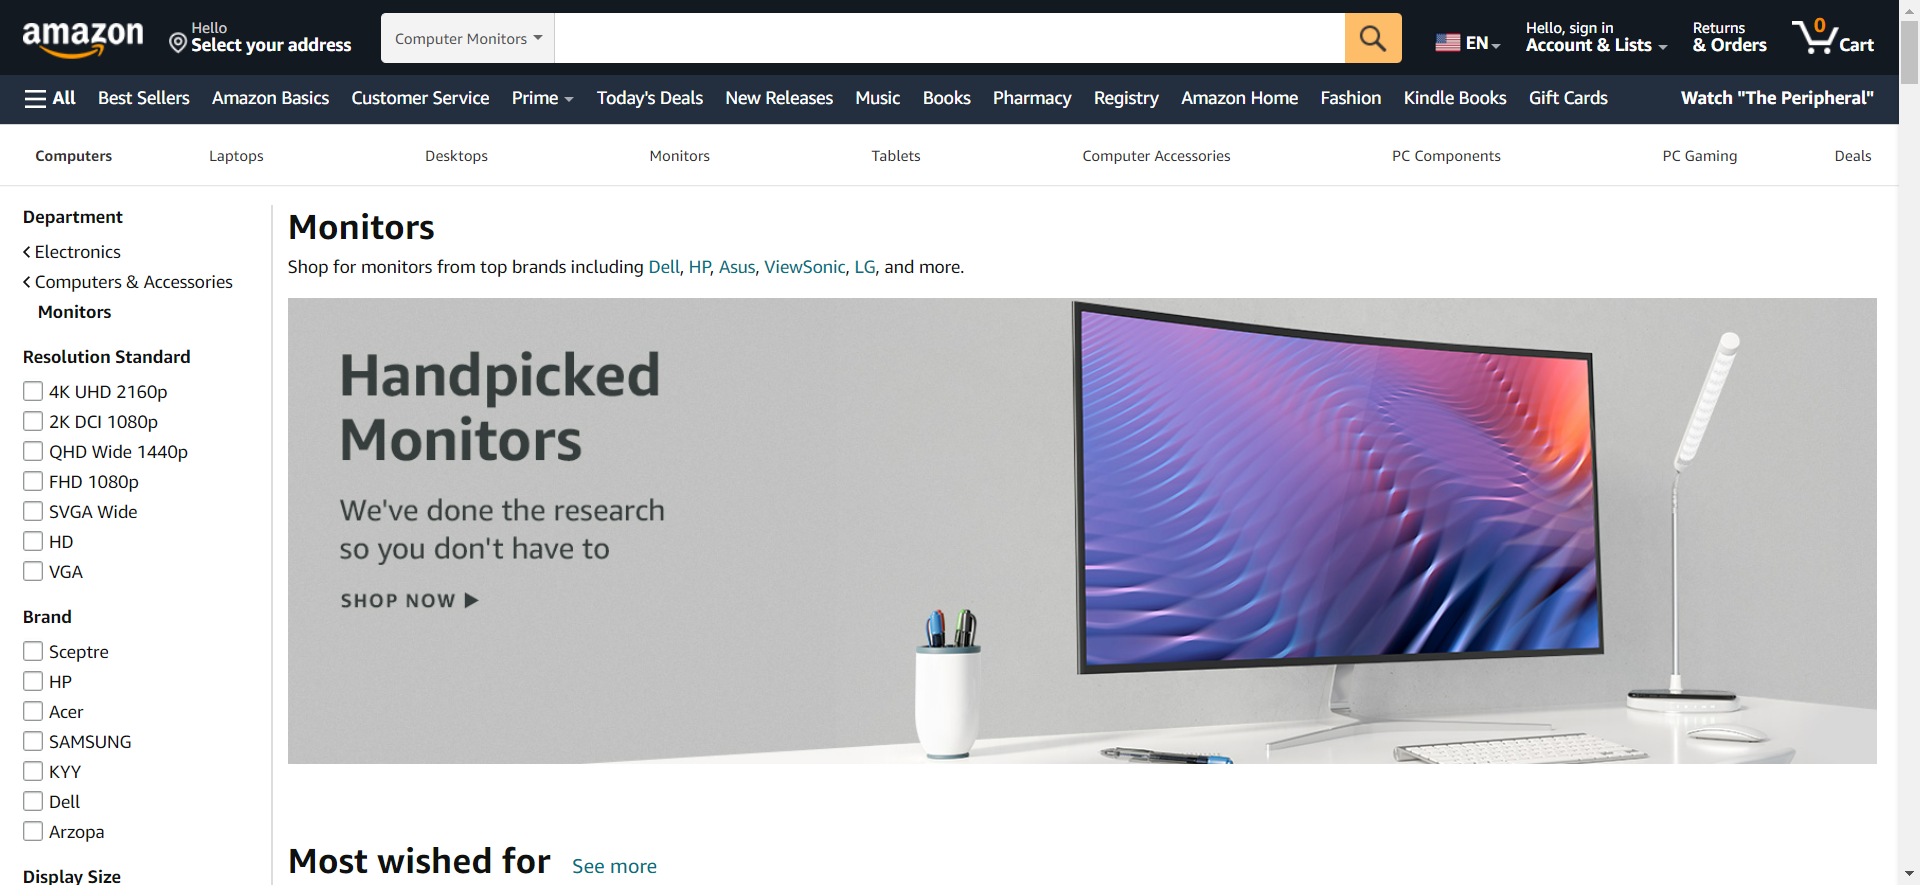 amazon
Hello
Select your address
Computer Monitors
EN
Hello, sign in
Account & Lists
Returns
& Orders
0
Cart
All
Best Sellers
Amazon Basics
Customer Service
Prime
Today's Deals
New Releases
Music
Books
Pharmacy
Registry
Amazon Home
Fashion
Kindle Books
Gift Cards
Watch "The Peripheral"
Computers
Laptops
Desktops
Monitors
Tablets
Computer Accessories
PC Components
PC Gaming
Deals
Department
Electronics
Computers & Accessories
Monitors
Resolution Standard
4K UHD 2160p
2K DCI 1080p
QHD Wide 1440p
FHD 1080p
SVGA Wide
HD
VGA
Brand
Sceptre
HP
Acer
SAMSUNG
KYY
Dell
Arzopa
Display Size
Monitors
Shop for monitors from top brands including Dell, HP, Asus, ViewSonic, LG, and more.
Handpicked
Monitors
We've done the research
so you don't have to
SHOP NOW
Most wished for
See more